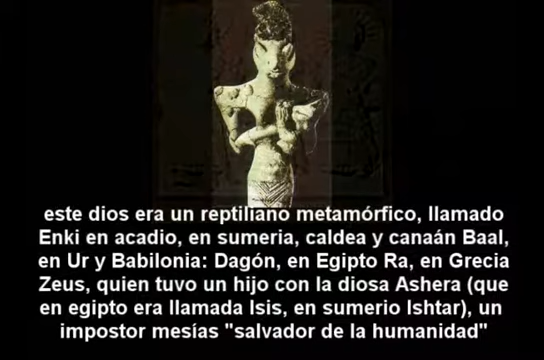 este dios era un reptiliano metamórfico, llamado
Enki en acadio, en sumeria, caldea y canaán Baal,
en Ur y Babilonia: Dagón, en Egipto Ra, en Grecia
Zeus, quien tuvo un hijo con la diosa Ashera (que
en egipto era llamada Isis, en sumerio Ishtar), un
impostor mesías "salvador de la humanidad"